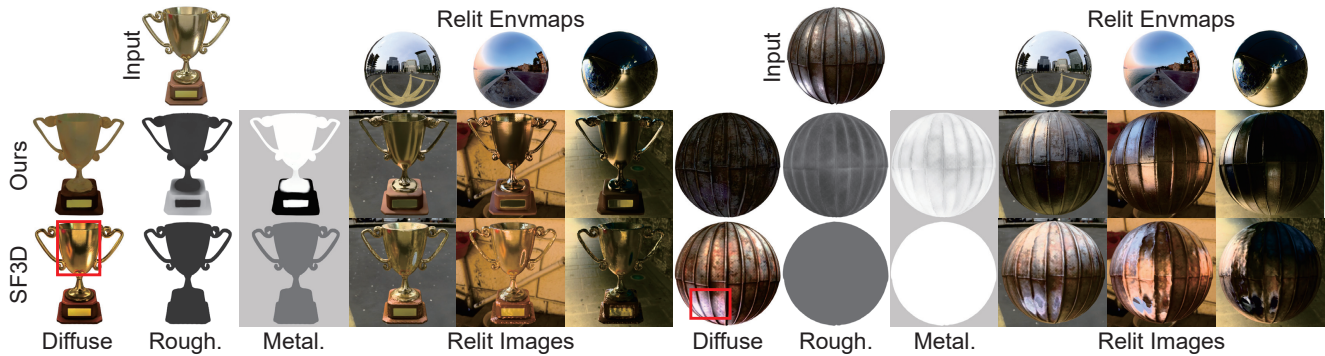 Relit Envmaps
Relit Envmaps
Input
Input
Ours
SF3D
Diffuse Rough. Metal. Relit Images Diffuse Rough. Metal. Relit Images